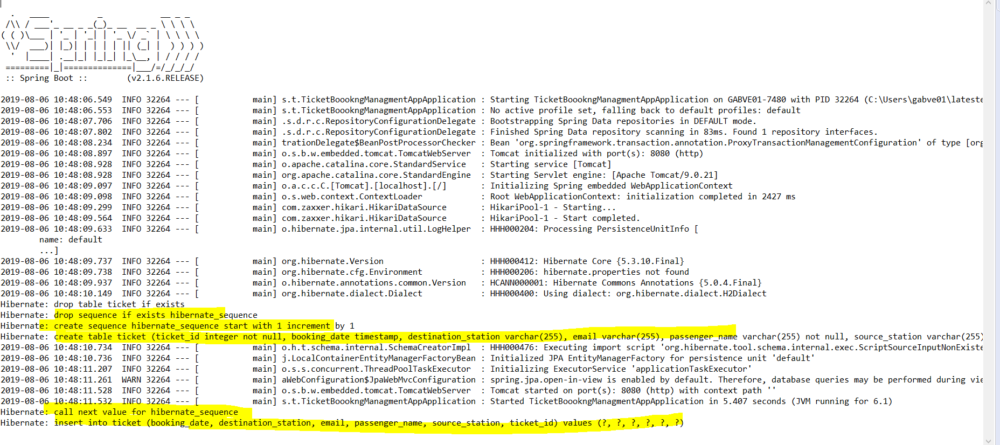 :: Spring Boot ::        (v2.1.6.RELEASE)
2019-08-06 10:48:06.549  INFO 32264 --- [           main] s.t.TicketBoookngManagmentAppApplication : Starting TicketBoookngManagmentAppApplication on GABVE01-7480 with PID 32264 (C:\Users\gabve01\lateste
2019-08-06 10:48:06.553  INFO 32264 --- [           main] s.t.TicketBoookngManagmentAppApplication : No active profile set, falling back to default profiles: default
2019-08-06 10:48:07.706  INFO 32264 --- [           main] .s.d.r.c.RepositoryConfigurationDelegate : Bootstrapping Spring Data repositories in DEFAULT mode.
2019-08-06 10:48:07.802  INFO 32264 --- [           main] .s.d.r.c.RepositoryConfigurationDelegate : Finished Spring Data repository scanning in 83ms. Found 1 repository interfaces.
2019-08-06 10:48:08.234  INFO 32264 --- [           main] trationDelegate$BeanPostProcessorChecker : Bean 'org.springframework.transaction.annotation.ProxyTransactionManagementConfiguration' of type [org
2019-08-06 10:48:08.897  INFO 32264 --- [           main] o.s.b.w.embedded.tomcat.TomcatWebServer  : Tomcat initialized with port(s): 8080 (http)
2019-08-06 10:48:08.928  INFO 32264 --- [           main] o.apache.catalina.core.StandardService   : Starting service [Tomcat]
2019-08-06 10:48:08.928  INFO 32264 --- [           main] org.apache.catalina.core.StandardEngine  : Starting Servlet engine: [Apache Tomcat/9.0.21]
2019-08-06 10:48:09.097  INFO 32264 --- [           main] o.a.c.c.C.[Tomcat].[localhost].[/]       : Initializing Spring embedded WebApplicationContext
2019-08-06 10:48:09.098  INFO 32264 --- [           main] o.s.web.context.ContextLoader            : Root WebApplicationContext: initialization completed in 2427 ms
2019-08-06 10:48:09.299  INFO 32264 --- [           main] com.zaxxer.hikari.HikariDataSource       : HikariPool-1 - Starting...
2019-08-06 10:48:09.564  INFO 32264 --- [           main] com.zaxxer.hikari.HikariDataSource       : HikariPool-1 - Start completed.
2019-08-06 10:48:09.633  INFO 32264 --- [           main] o.hibernate.jpa.internal.util.LogHelper  : HHH000204: Processing PersistenceUnitInfo [
name: default
...]
2019-08-06 10:48:09.737  INFO 32264 --- [           main] org.hibernate.Version                    : HHH000412: Hibernate Core {5.3.10.Final}
2019-08-06 10:48:09.738  INFO 32264 --- [           main] org.hibernate.cfg.Environment            : HHH000206: hibernate.properties not found
2019-08-06 10:48:09.937  INFO 32264 --- [           main] o.hibernate.annotations.common.Version   : HCANN000001: Hibernate Commons Annotations {5.0.4.Final}
2019-08-06 10:48:10.149  INFO 32264 --- [           main] org.hibernate.dialect.Dialect            : HHH000400: Using dialect: org.hibernate.dialect.H2Dialect
Hibernate: drop table ticket if exists
Hibernate: drop sequence if exists hibernate_sequence
Hibernate: create sequence hibernate_sequence start with 1 increment by 1
Hibernate: create table ticket (ticket_id integer not null, booking_date timestamp, destination_station varchar(255), email varchar(255), passenger_name varchar(255) not null, source_station varchar(255)
2019-08-06 10:48:10.734  INFO 32264 --- [           main] o.h.t.schema.internal.SchemaCreatorImpl  : HHH000476: Executing import script 'org.hibernate.tool.schema.internal.exec.ScriptSourceInputNonExiste
2019-08-06 10:48:10.736  INFO 32264 --- [           main] j.LocalContainerEntityManagerFactoryBean : Initialized JPA EntityManagerFactory for persistence unit 'default'
2019-08-06 10:48:11.207  INFO 32264 --- [           main] o.s.s.concurrent.ThreadPoolTaskExecutor  : Initializing ExecutorService 'applicationTaskExecutor'
2019-08-06 10:48:11.261  WARN 32264 --- [           main] aWebConfiguration$JpaWebMvcConfiguration : spring.jpa.open-in-view is enabled by default. Therefore, database queries may be performed during vie
2019-08-06 10:48:11.528  INFO 32264 --- [           main] o.s.b.w.embedded.tomcat.TomcatWebServer  : Tomcat started on port(s): 8080 (http) with context path ''
2019-08-06 10:48:11.532  INFO 32264 --- [           main] s.t.TicketBoookngManagmentAppApplication : Started TicketBoookngManagmentAppApplication in 5.407 seconds (JVM running for 6.1)
Hibernate: call next value for hibernate_sequence
Hibernate: insert into ticket (booking_date, destination_station, email, passenger_name, source_station, ticket_id) values (?, ?, ?, ?, ?, ?)